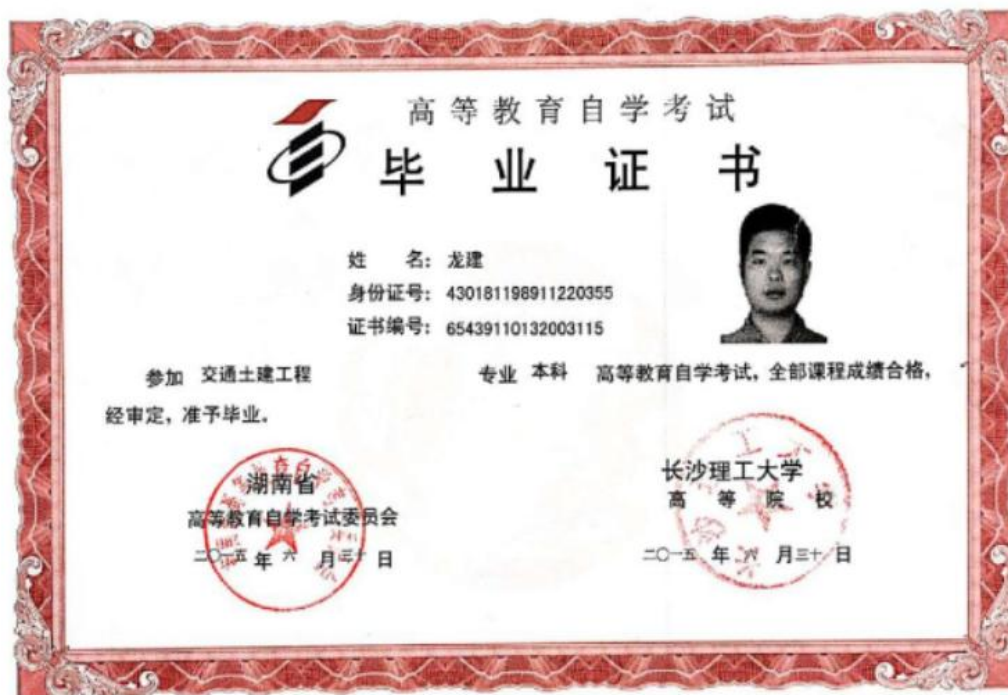 高等教育自学考试
毕业证书
姓 名：龙建
身份证号：430181198911220355
证书编号：65439110132003115
参加 交通土建工程 专业 本科 高等教育自学考试，全部课程成绩合格，
经审定，准予毕业。
湖南省
高等教育自学考试委员会
二〇一五 年 六 月 三十 日
长沙理工大学
高等院校
二〇一五 年 六 月 三十 日